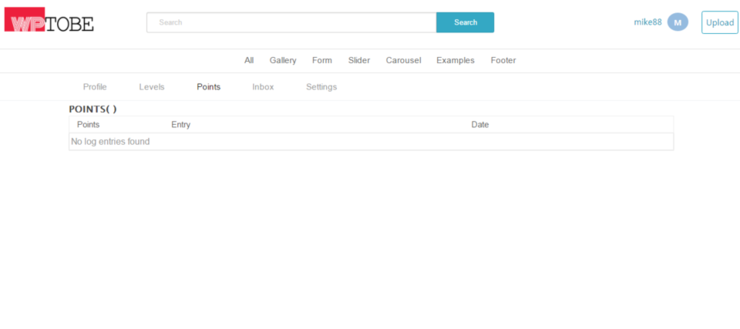 WPTOBE Search Search mike88 M Upload
All Gallery Form Slider Carousel Examples Footer
Profile Levels Points Inbox Settings
POINTS( )
Points Entry Date
No log entries found